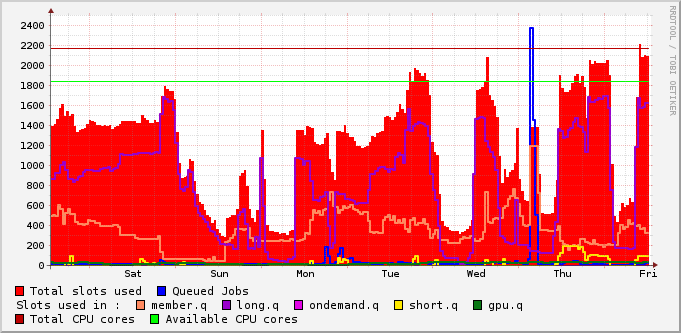 2400
2200
2000
1800
1600
1400
1200
1000
800
600
400
200
0
Sat Sun Mon Tue Wed Thu Fri
RRDTOOL / TOBI OETIKER
Total slots used Queued Jobs
Slots used in : member.q long.q ondemand.q short.q gpu.q
Total CPU cores Available CPU cores